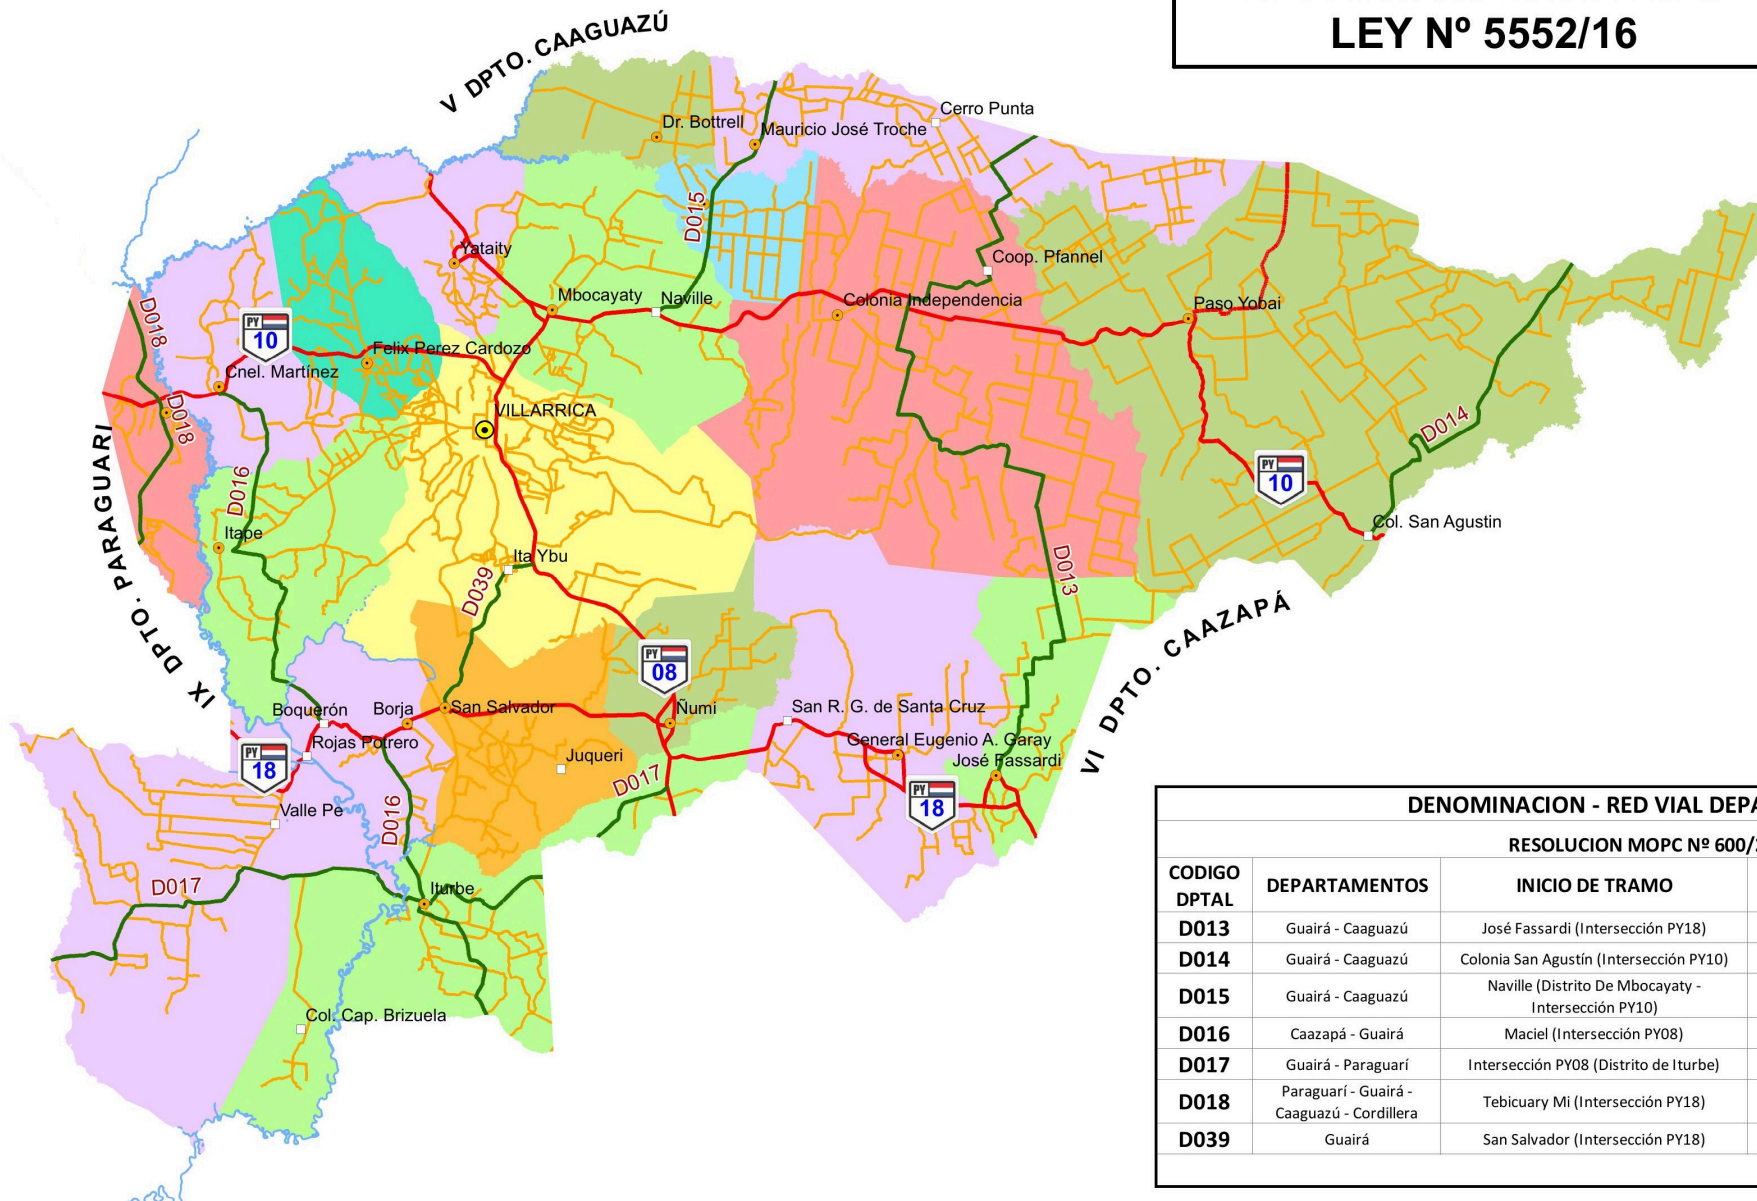 LEY Nº 5552/16
V DPTO. CAAGUAZÚ
Cerro Punta
Dr. Bottrell
Mauricio José Troche
D015
Yataity
Coop. Pfannel
Mbocayaty
Naville
Colonia Independencia
Paso Yobai
D018
PY
10
Felix Perez Cardozo
Cnel. Martínez
D018
VILLARRICA
D014
IX DPTO. PARAGUARI
D016
PY
10
Col. San Agustin
Itape
Ita Ybu
D039
D013
VI DPTO. CAAZAPÁ
PY
08
Boquerón
Borja
San Salvador
Ñumi
San R. G. de Santa Cruz
Rojas Potrero
General Eugenio A. Garay
PY
18
Juqueri
José Fassardi
D017
PY
18
Valle Pe
D016
D017
Iturbe
Col. Cap. Brizuela
DENOMINACION - RED VIAL DEPA
RESOLUCION MOPC Nº 600/
CODIGO DPTAL
DEPARTAMENTOS
INICIO DE TRAMO
D013
Guairá - Caaguazú
José Fassardi (Intersección PY18)
D014
Guairá - Caaguazú
Colonia San Agustín (Intersección PY10)
D015
Guairá - Caaguazú
Naville (Distrito De Mbocayaty -
Intersección PY10)
D016
Caazapá - Guairá
Maciel (Intersección PY08)
D017
Guairá - Paraguarí
Intersección PY08 (Distrito de Iturbe)
D018
Paraguarí - Guairá -
Caaguazú - Cordillera
Tebicuary Mi (Intersección PY18)
D039
Guairá
San Salvador (Intersección PY18)